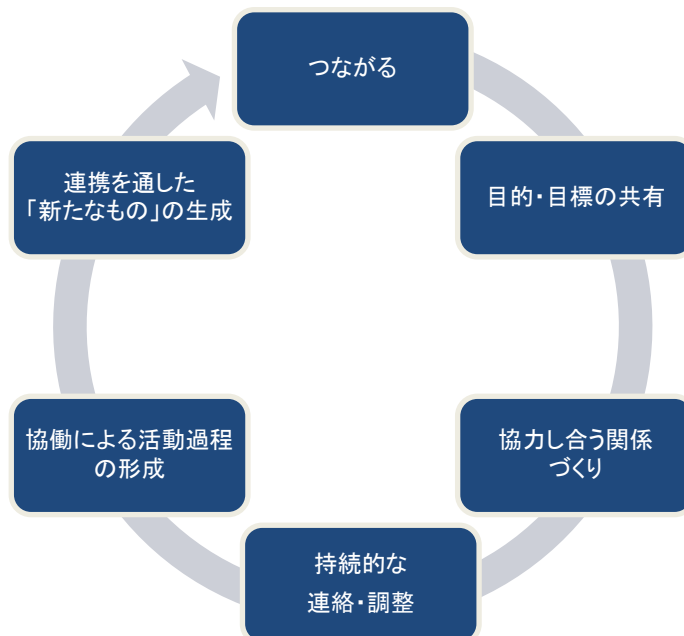 つながる
目的・目標の共有
協力し合う関係
づくり
持続的な
連絡・調整
協働による活動過程
の形成
連携を通した
「新たなもの」の生成